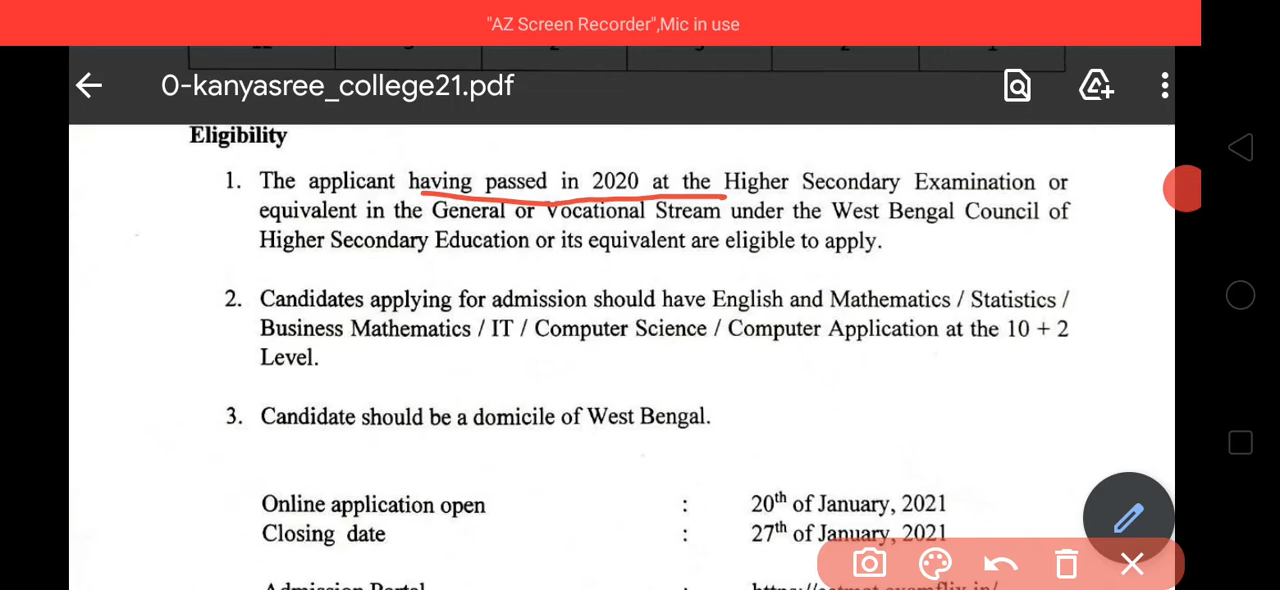 "AZ Screen Recorder",Mic in use
0-kanyasree_college21.pdf
Eligibility
1. The applicant having passed in 2020 at the Higher Secondary Examination or
equivalent in the General or Vocational Stream under the West Bengal Council of
Higher Secondary Education or its equivalent are eligible to apply.
2. Candidates applying for admission should have English and Mathematics / Statistics /
Business Mathematics / IT / Computer Science / Computer Application at the 10 + 2
Level.
3. Candidate should be a domicile of West Bengal.
Online application open : 20th of January, 2021
Closing date : 27th of January, 2021
Admission Portal